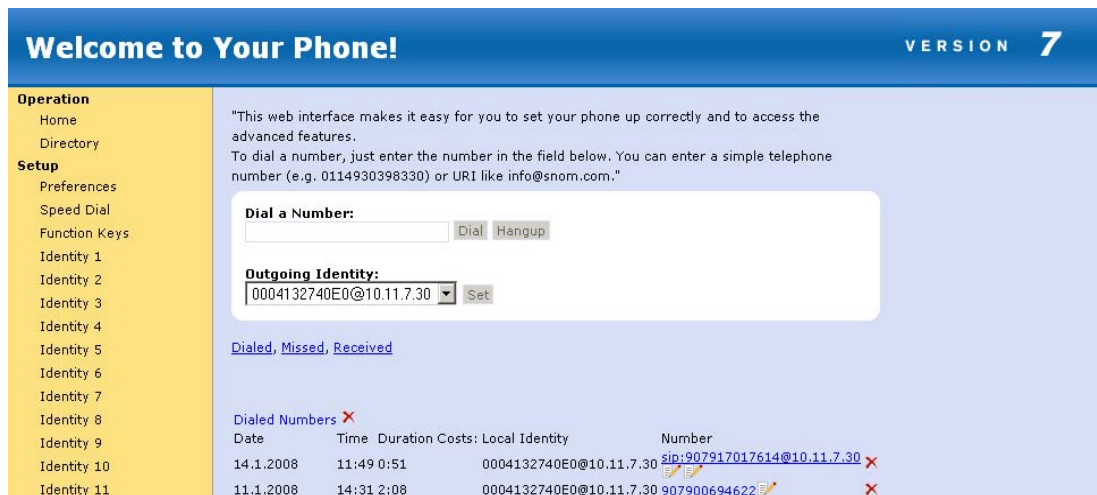 Welcome to Your Phone!
VERSION 7
Operation
Home
Directory
Setup
Preferences
Speed Dial
Function Keys
Identity 1
Identity 2
Identity 3
Identity 4
Identity 5
Identity 6
Identity 7
Identity 8
Identity 9
Identity 10
Identity 11
"This web interface makes it easy for you to set your phone up correctly and to access the
advanced features.
To dial a number, just enter the number in the field below. You can enter a simple telephone
number (e.g. 0114930398330) or URI like info@snom.com."
Dial a Number:
Dial Hangup
Outgoing Identity:
0004132740E0@10.11.7.30 Set
Dialed, Missed, Received
Dialed Numbers
Date Time Duration Costs: Local Identity Number
14.1.2008 11:49 0:51 0004132740E0@10.11.7.30 sip:907917017614@10.11.7.30
11.1.2008 14:31 2:08 0004132740E0@10.11.7.30 907900694622